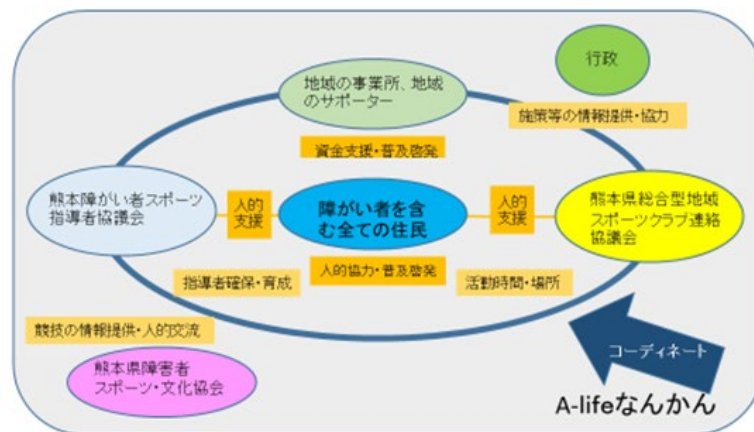 行政
地域の事業所、地域
のサポーター
施策等の情報提供・協力
資金支援・普及啓発
熊本障がい者スポーツ
指導者協議会
人的
支援
障がい者を含
む全ての住民
人的
支援
熊本県総合型地域
スポーツクラブ連絡
協議会
人的協力・普及啓発
指導者確保・育成
活動時間・場所
競技の情報提供・人的交流
熊本県障害者
スポーツ・文化協会
コーディネート
A-lifeなんかん